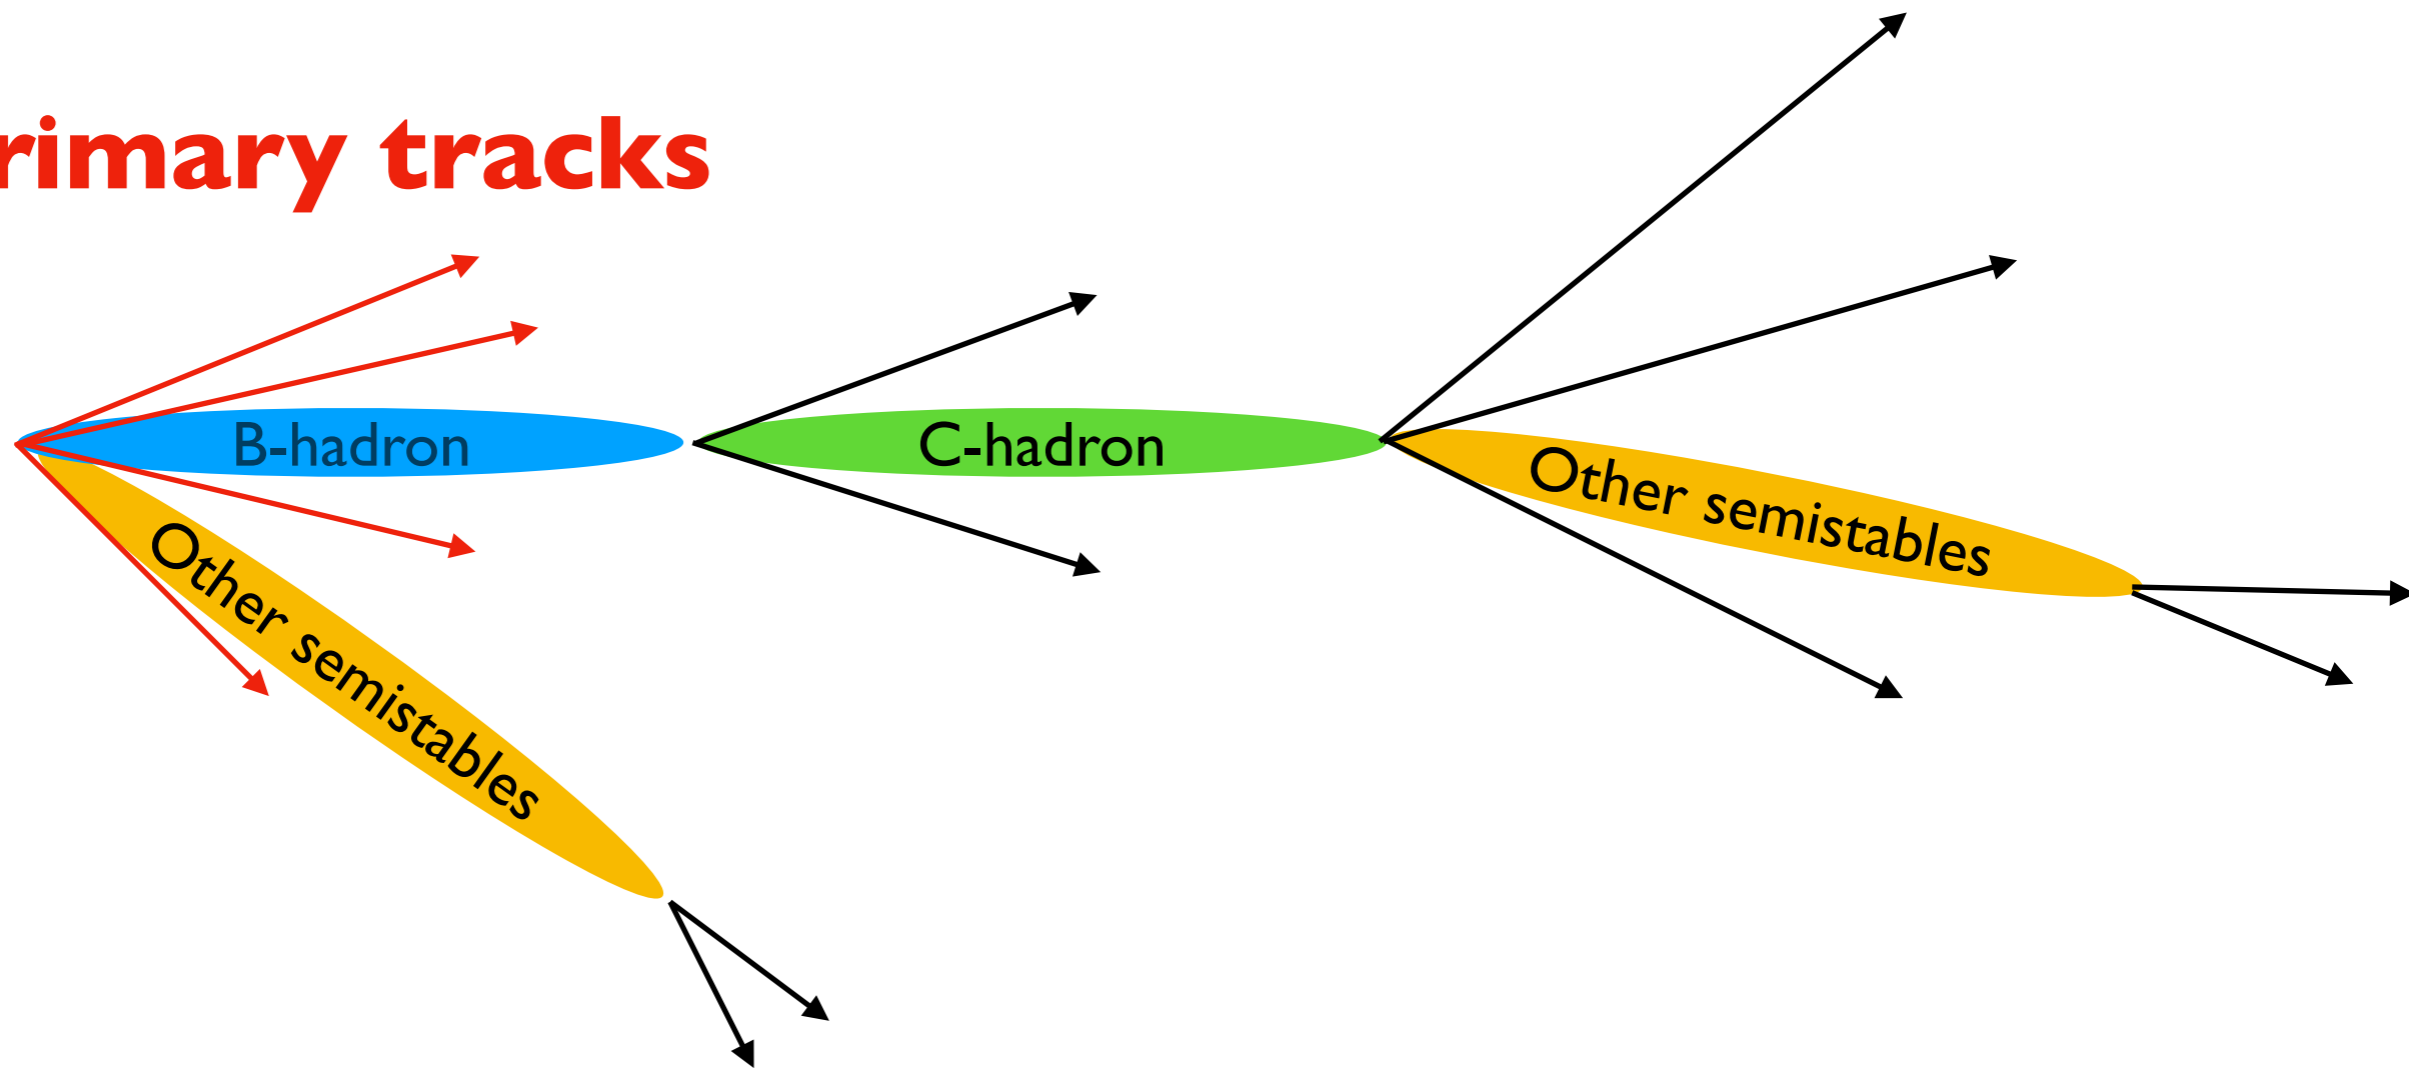 rimary tracks
B-hadron
C-hadron
Other semistables
Other semistables